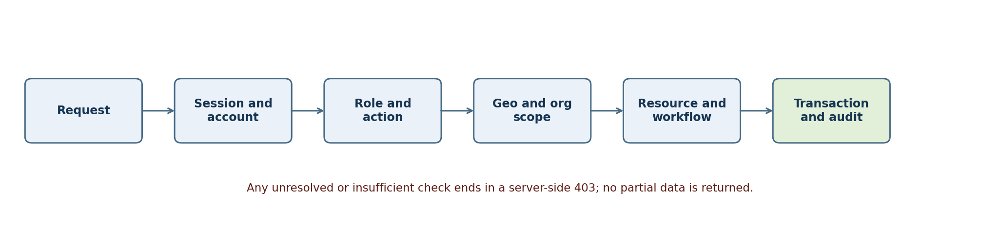 Request
Session and
account
Role and
action
Geo and org
scope
Resource and
workflow
Transaction
and audit
Any unresolved or insufficient check ends in a server-side 403; no partial data is returned.